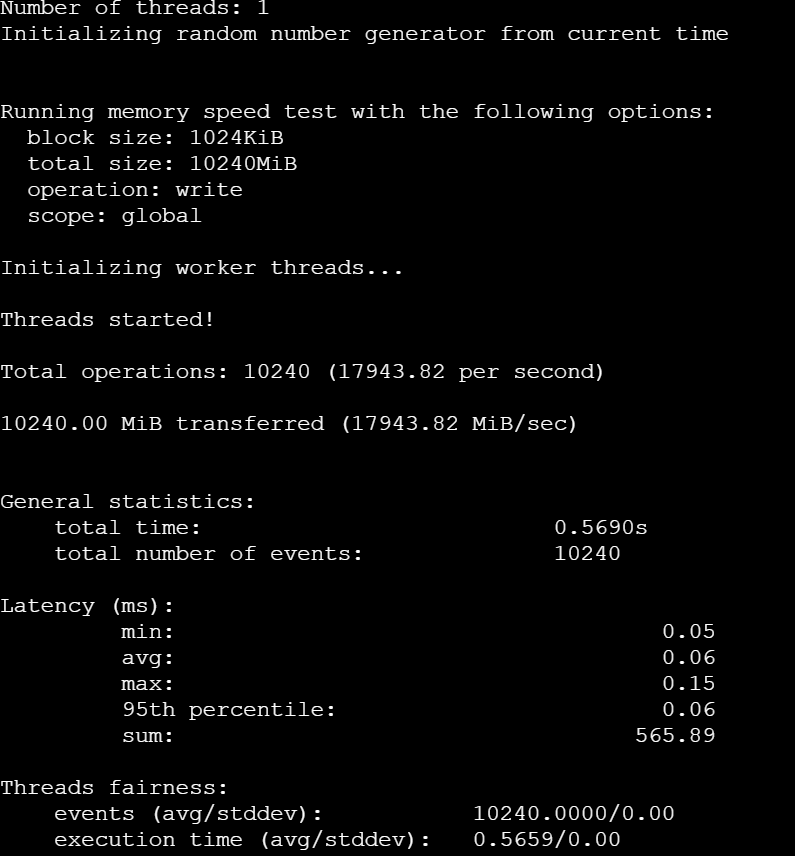 Number of threads: 1
Initializing random number generator from current time
Running memory speed test with the following options:
block size: 1024KiB
total size: 10240MiB
operation: write
scope: global
Initializing worker threads...
Threads started!
Total operations: 10240 (17943.82 per second)
10240.00 MiB transferred (17943.82 MiB/sec)
General statistics:
total time: 0.5690s
total number of events: 10240
Latency (ms):
min: 0.05
avg: 0.06
max: 0.15
95th percentile: 0.06
sum: 565.89
Threads fairness:
events (avg/stddev): 10240.0000/0.00
execution time (avg/stddev): 0.5659/0.00